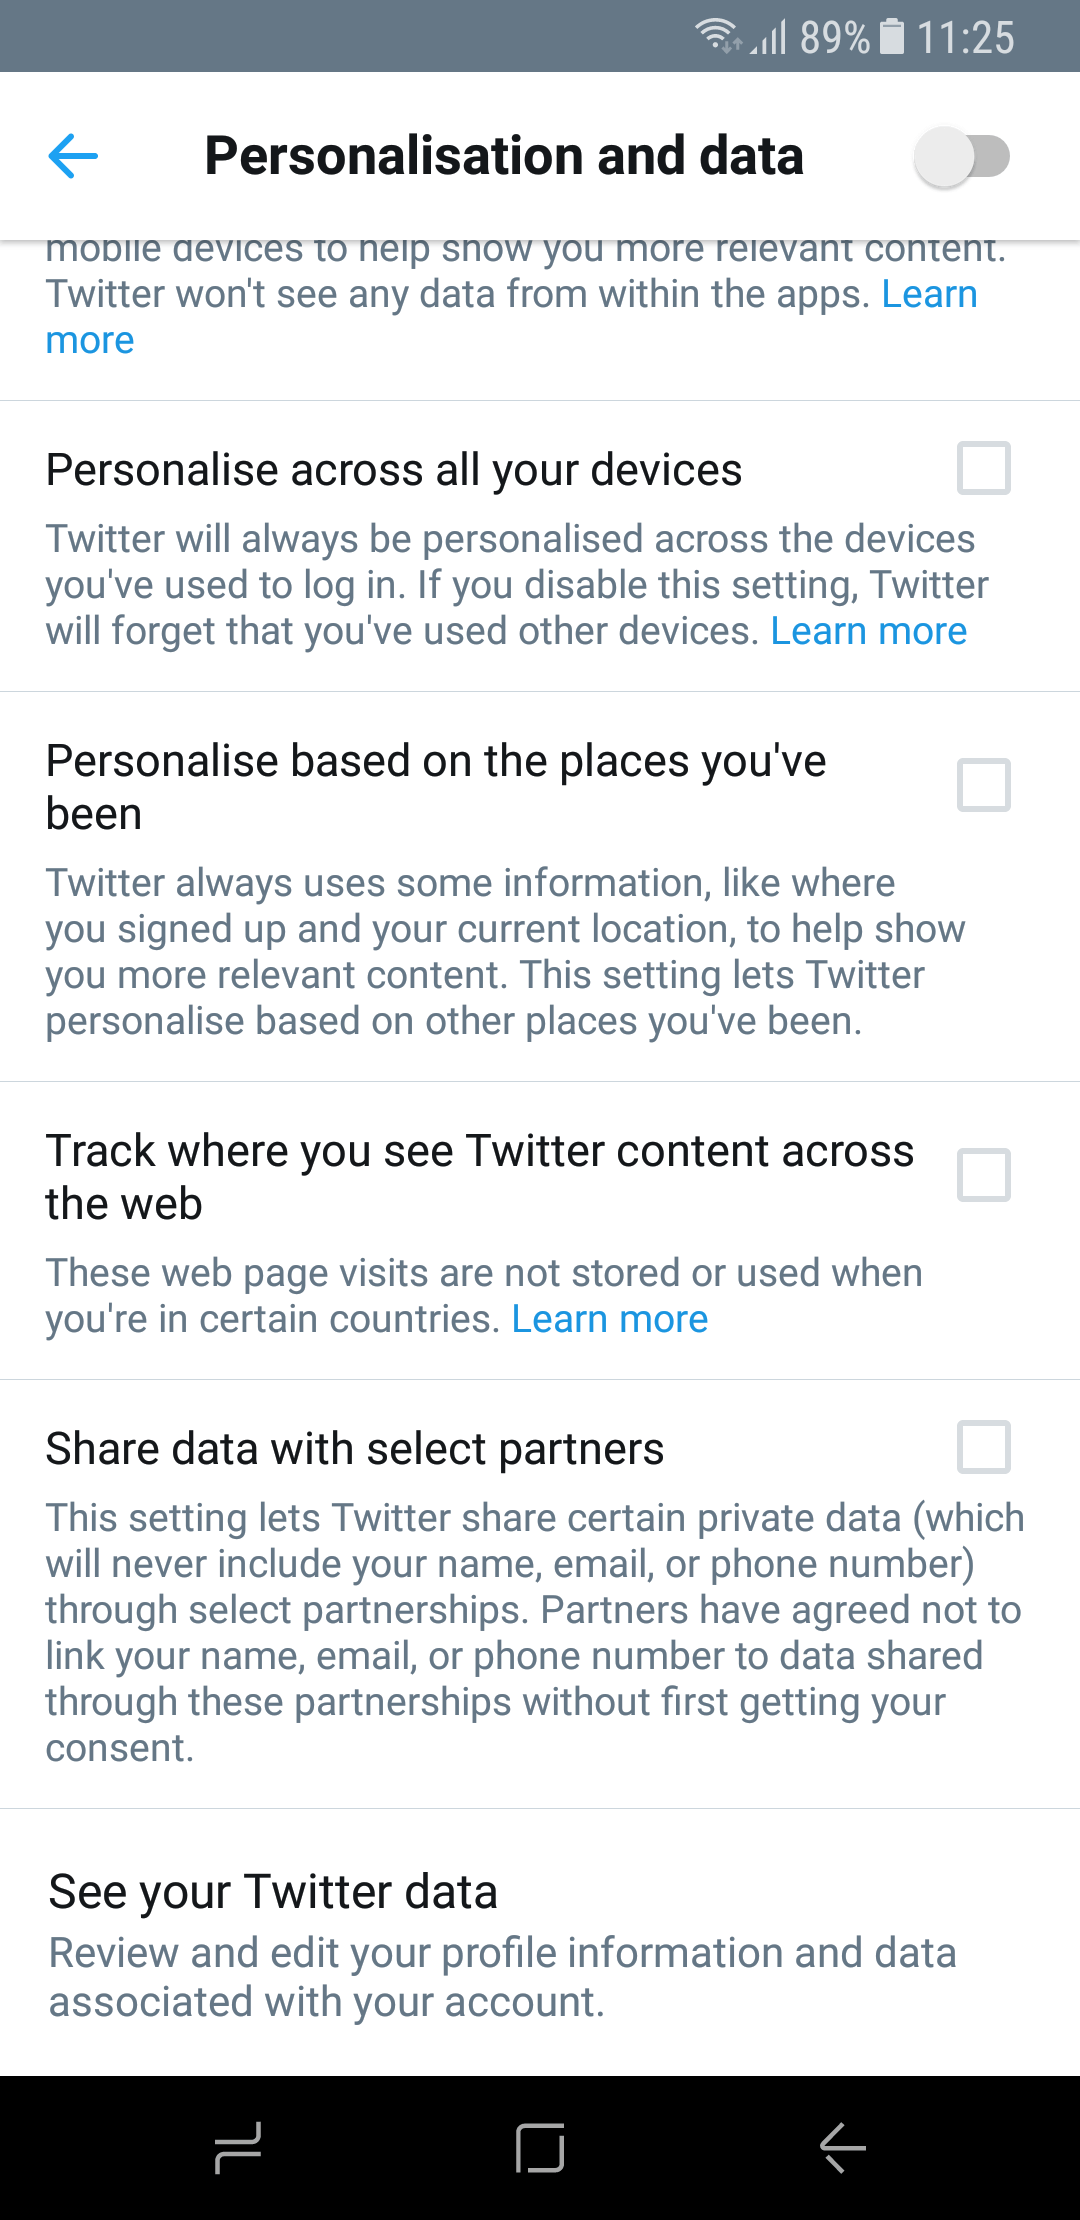 89% 11:25
Personalisation and data
mobile devices to help show you more relevant content.
Twitter won't see any data from within the apps. Learn
more
Personalise across all your devices
Twitter will always be personalised across the devices
you've used to log in. If you disable this setting, Twitter
will forget that you've used other devices. Learn more
Personalise based on the places you've
been
Twitter always uses some information, like where
you signed up and your current location, to help show
you more relevant content. This setting lets Twitter
personalise based on other places you've been.
Track where you see Twitter content across
the web
These web page visits are not stored or used when
you're in certain countries. Learn more
Share data with select partners
This setting lets Twitter share certain private data (which
will never include your name, email, or phone number)
through select partnerships. Partners have agreed not to
link your name, email, or phone number to data shared
through these partnerships without first getting your
consent.
See your Twitter data
Review and edit your profile information and data
associated with your account.